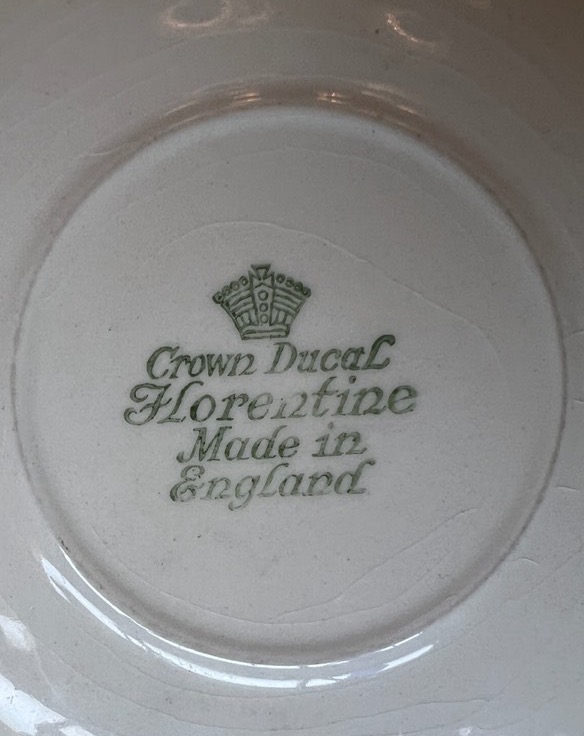 Crown Ducal
Florentine
Made in
England